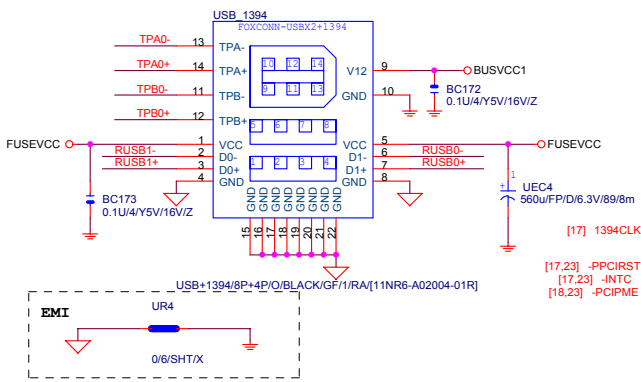 USB_1394
FOXCONN-USBX2+1394
TPA0- 13 TPA-
TPA0+ 14 TPA+
TPB0- 11 TPB-
TPB0+ 12 TPB+
10 12 14
9 11 13
V12 9 BUSVCC1
GND 10
BC172
0.1U/4/Y5V/16V/Z
5 6 7 8
1 2 3 4
FUSEVCC 1 VCC
RUSB1- 2 D0-
RUSB1+ 3 D0+
4 GND
VCC 5 FUSEVCC
D1- 6 RUSB0-
D1+ 7 RUSB0+
GND 8
BC173
0.1U/4/Y5V/16V/Z
1
+
UEC4
560u/FP/D/6.3V/89/8m
GND GND GND GND GND GND GND GND
15 16 17 18 19 20 21 22
[17] 1394CLK
[17,23] -PPCIRST
[17,23] -INTC
[18,23] -PCIPME
USB+1394/8P+4P/O/BLACK/GF/1/RA/[11NR6-A02004-01R]
EMI
UR4
0/6/SHT/X